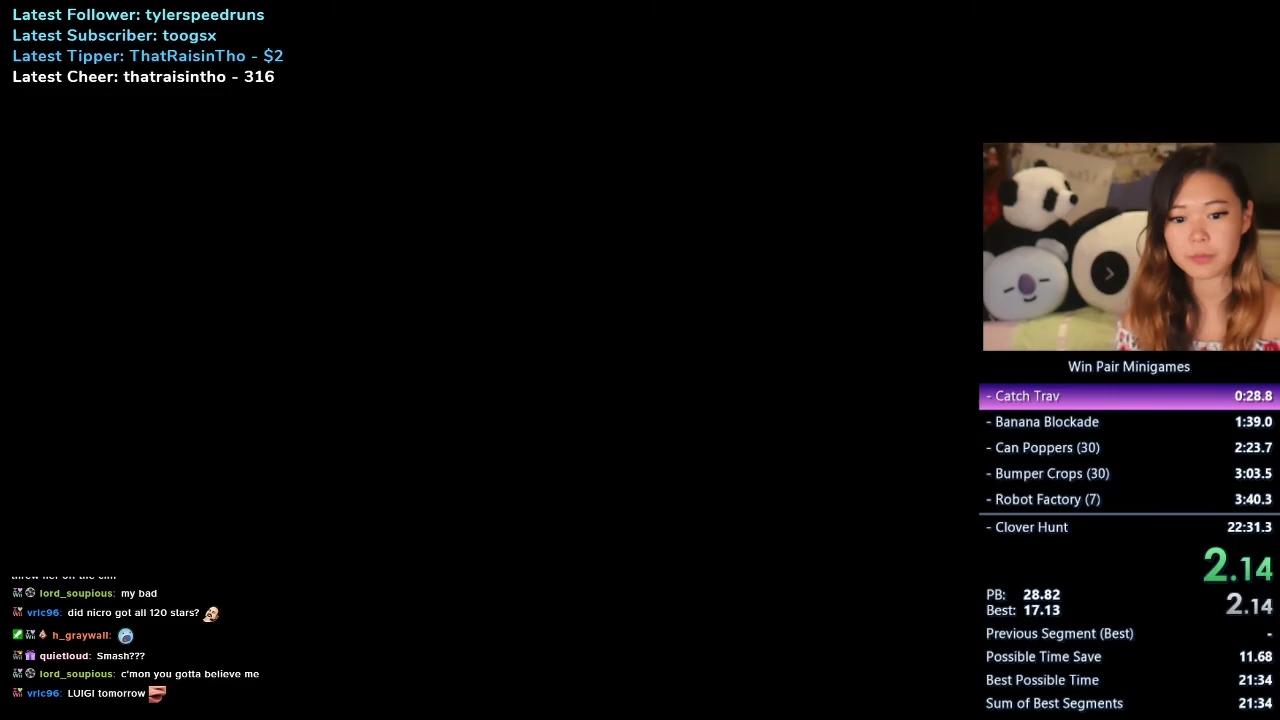 Latest Follower: tylerspeedruns
Latest Subscriber: toogsx
Latest Tipper: ThatRaisinTho - $2
Latest Cheer: thatraisintho - 316
Win Pair Minigames
- Catch Trav 0:28.8
- Banana Blockade 1:39.0
- Can Poppers (30) 2:23.7
- Bumper Crops (30) 3:03.5
- Robot Factory (7) 3:40.3
- Clover Hunt 22:31.3
2.14
PB: 28.82
Best: 17.13
2.14
Previous Segment (Best) -
Possible Time Save 11.68
Best Possible Time 21:34
Sum of Best Segments 21:34
lord_soupious: my bad
vric96: did nicro got all 120 stars?
h_graywall:
quietloud: Smash???
lord_soupious: c'mon you gotta believe me
vric96: LUIGI tomorrow